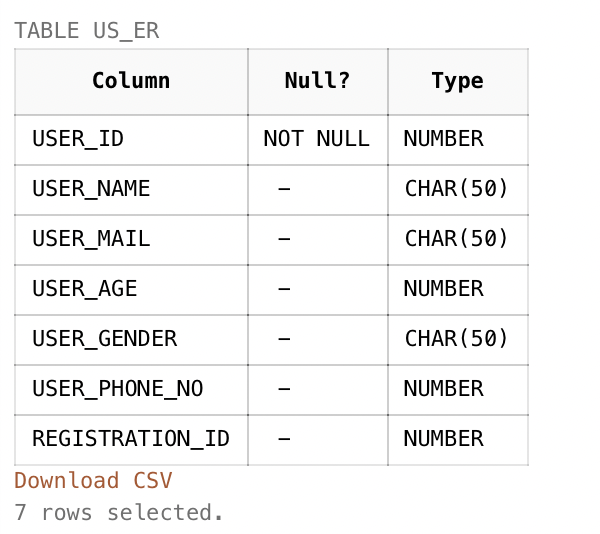 TABLE US_ER
Column Null? Type
USER_ID NOT NULL NUMBER
USER_NAME – CHAR(50)
USER_MAIL – CHAR(50)
USER_AGE – NUMBER
USER_GENDER – CHAR(50)
USER_PHONE_NO – NUMBER
REGISTRATION_ID – NUMBER
Download CSV
7 rows selected.